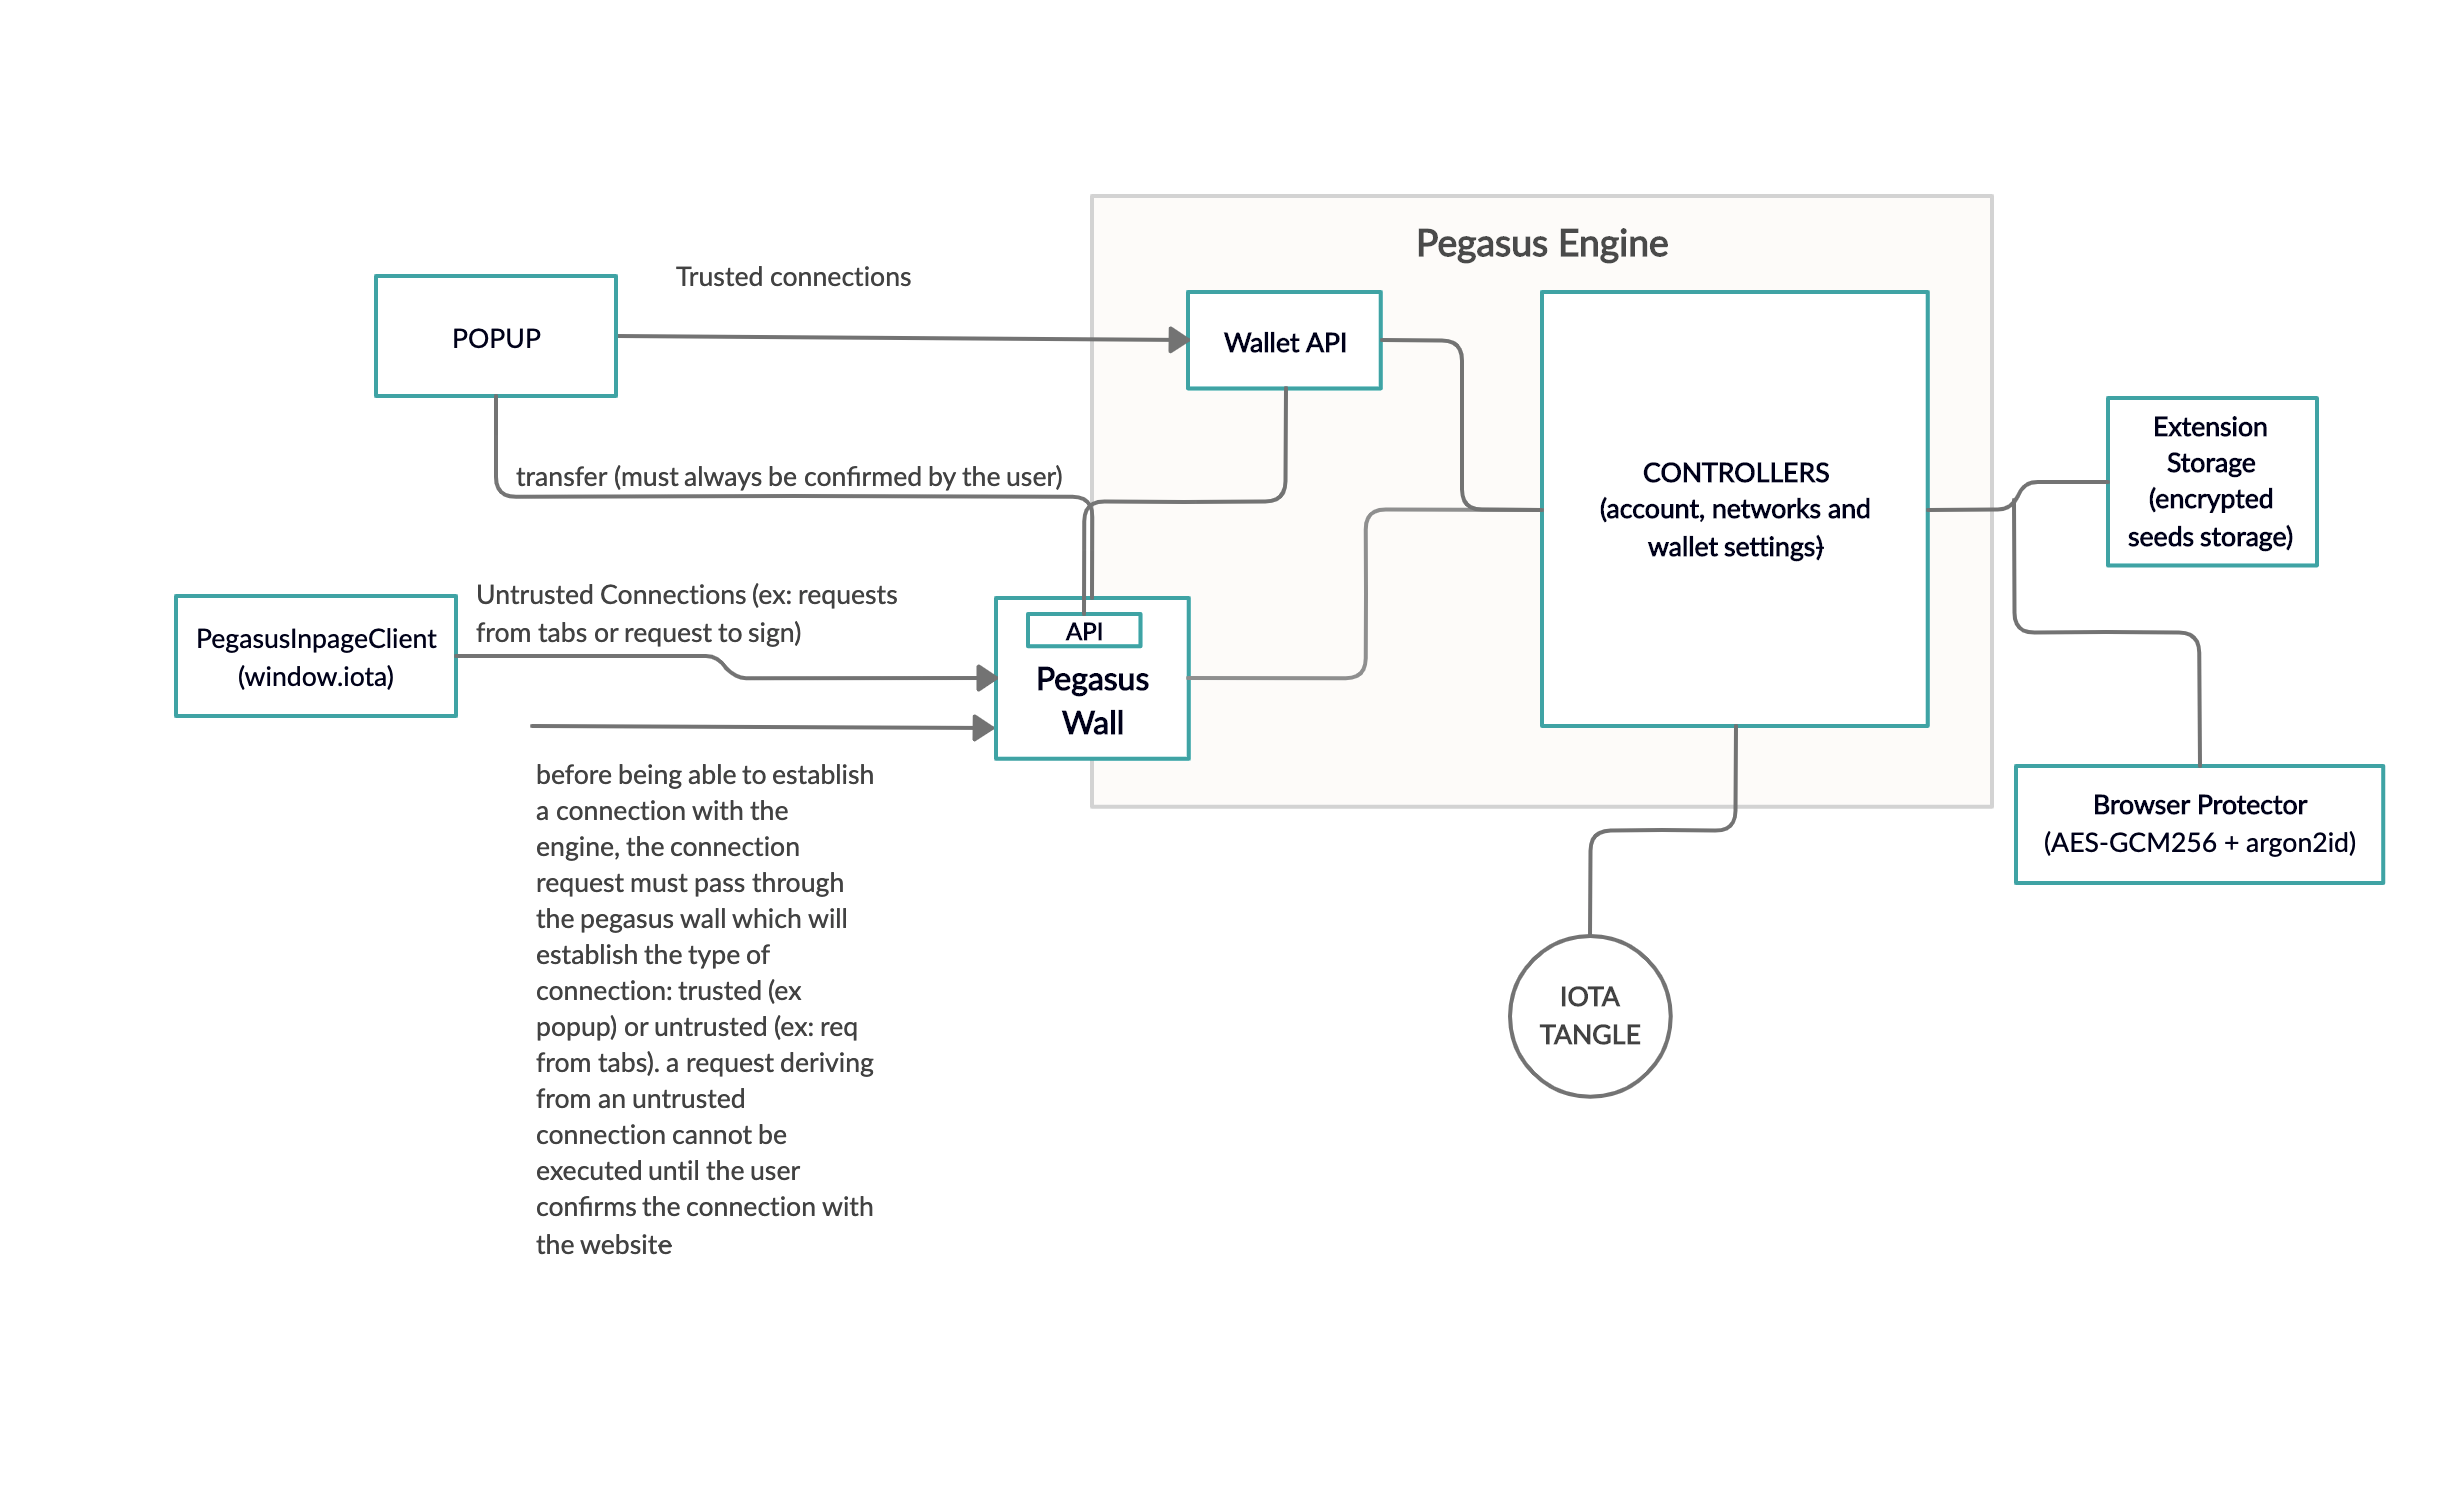 Pegasus Engine
Trusted connections
POPUP
Wallet API
transfer (must always be confirmed by the user)
CONTROLLERS
(account, networks and
wallet settings)
Extension
Storage
(encrypted
seeds storage)
Untrusted Connections (ex: requests
from tabs or request to sign)
PegasusInpageClient
(window.iota)
API
Pegasus
Wall
before being able to establish
a connection with the
engine, the connection
request must pass through
the pegasus wall which will
establish the type of
connection: trusted (ex
popup) or untrusted (ex: req
from tabs). a request deriving
from an untrusted
connection cannot be
executed until the user
confirms the connection with
the website
Browser Protector
(AES-GCM256 + argon2id)
IOTA
TANGLE